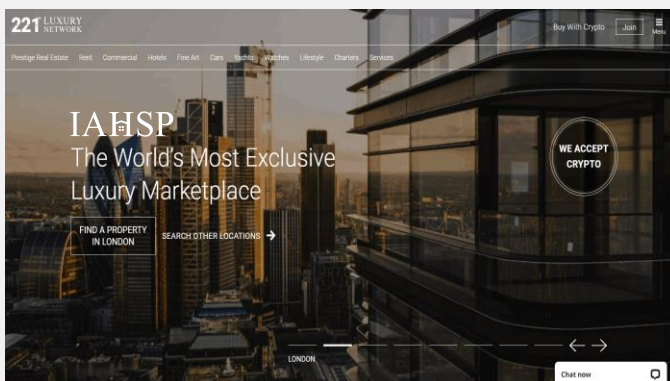 221° LUXURY
NETWORK
Buy With Crypto
Join
Menu
Prestige Real Estate Rent Commercial Hotels Fine Art Cars Yachts Watches Lifestyle Charters Services
IAHSP
The World's Most Exclusive
Luxury Marketplace
WE ACCEPT
CRYPTO
FIND A PROPERTY
IN LONDON
SEARCH OTHER LOCATIONS →
LONDON
Chat now